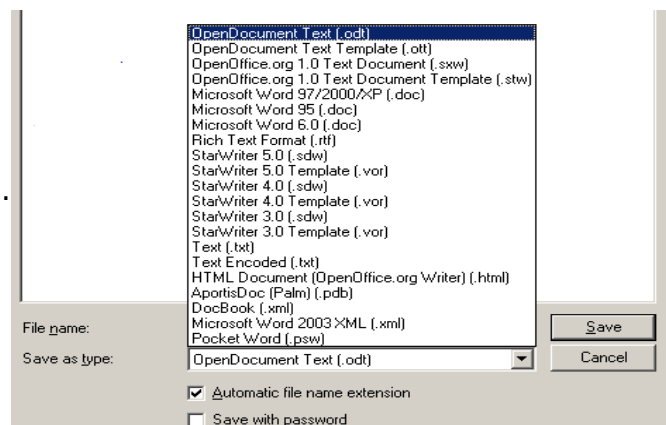 OpenDocument Text (.odt)
OpenDocument Text Template (.ott)
OpenOffice.org 1.0 Text Document (.sxw)
OpenOffice.org 1.0 Text Document Template (.stw)
Microsoft Word 97/2000/XP (.doc)
Microsoft Word 95 (.doc)
Microsoft Word 6.0 (.doc)
Rich Text Format (.rtf)
StarWriter 5.0 (.sdw)
StarWriter 5.0 Template (.vor)
StarWriter 4.0 (.sdw)
StarWriter 4.0 Template (.vor)
StarWriter 3.0 (.sdw)
StarWriter 3.0 Template (.vor)
Text (.txt)
Text Encoded (.txt)
HTML Document (OpenOffice.org Writer) (.html)
AportisDoc (Palm) (.pdb)
DocBook (.xml)
Microsoft Word 2003 XML (.xml)
Pocket Word (.psw)
File name:
Save
Save as type:
OpenDocument Text (.odt)
Cancel
Automatic file name extension
Save with password